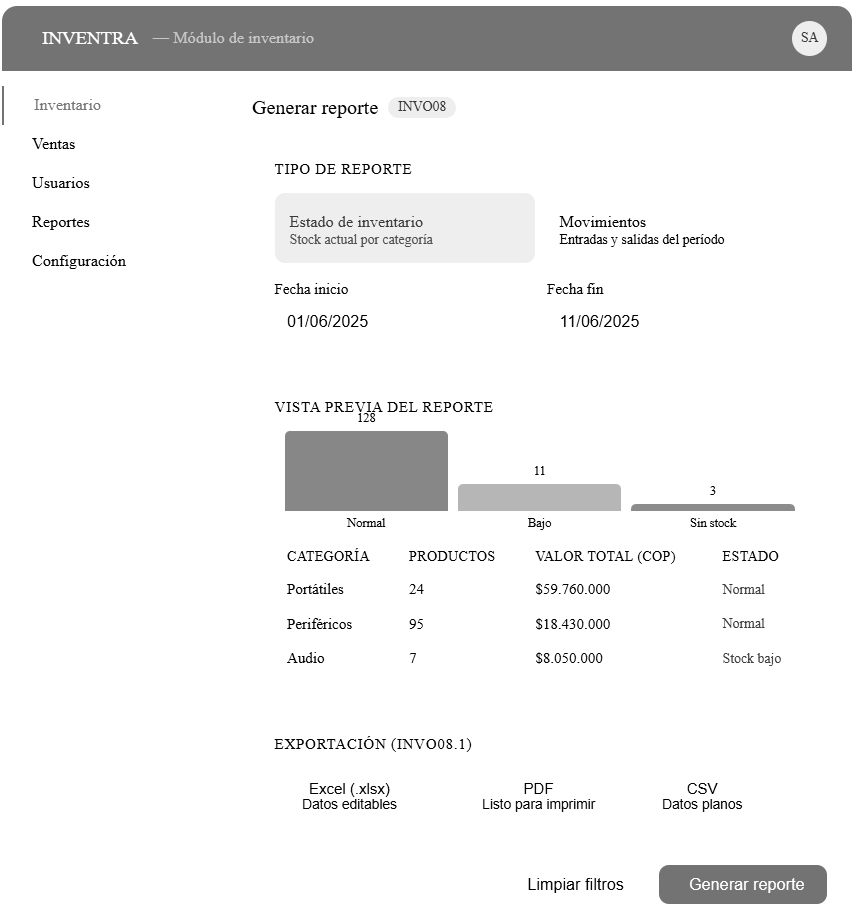 INVENTRA — Módulo de inventario SA
Inventario
Ventas
Usuarios
Reportes
Configuración
Generar reporte INVO08
TIPO DE REPORTE
Estado de inventario
Stock actual por categoría
Movimientos
Entradas y salidas del período
Fecha inicio
01/06/2025
Fecha fin
11/06/2025
VISTA PREVIA DEL REPORTE
128
11
3
Normal Bajo Sin stock
CATEGORÍA PRODUCTOS VALOR TOTAL (COP) ESTADO
Portátiles 24 $59.760.000 Normal
Periféricos 95 $18.430.000 Normal
Audio 7 $8.050.000 Stock bajo
EXPORTACIÓN (INVO08.1)
Excel (.xlsx)
Datos editables
PDF
Listo para imprimir
CSV
Datos planos
Limpiar filtros Generar reporte